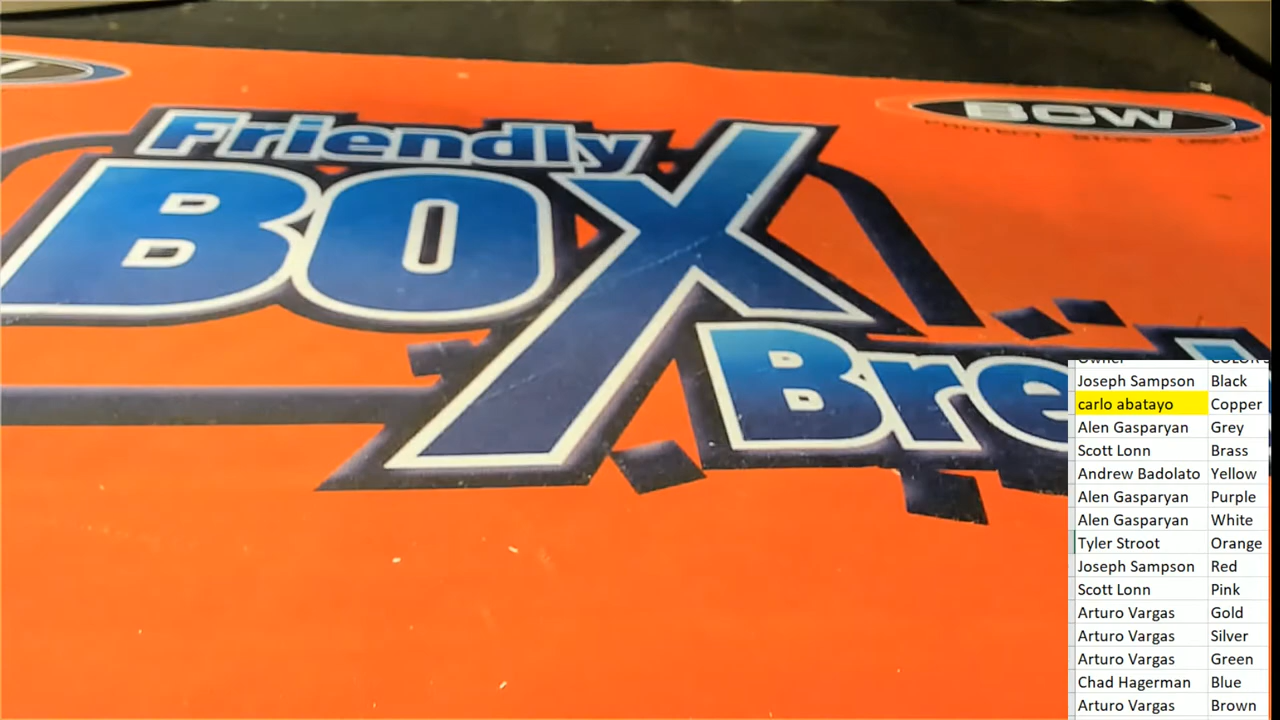 BCW
Friendly
BOX
Bre
Owner COLOR
Joseph Sampson Black
carlo abatayo Copper
Alen Gasparyan Grey
Scott Lonn Brass
Andrew Badolato Yellow
Alen Gasparyan Purple
Alen Gasparyan White
Tyler Stroot Orange
Joseph Sampson Red
Scott Lonn Pink
Arturo Vargas Gold
Arturo Vargas Silver
Arturo Vargas Green
Chad Hagerman Blue
Arturo Vargas Brown